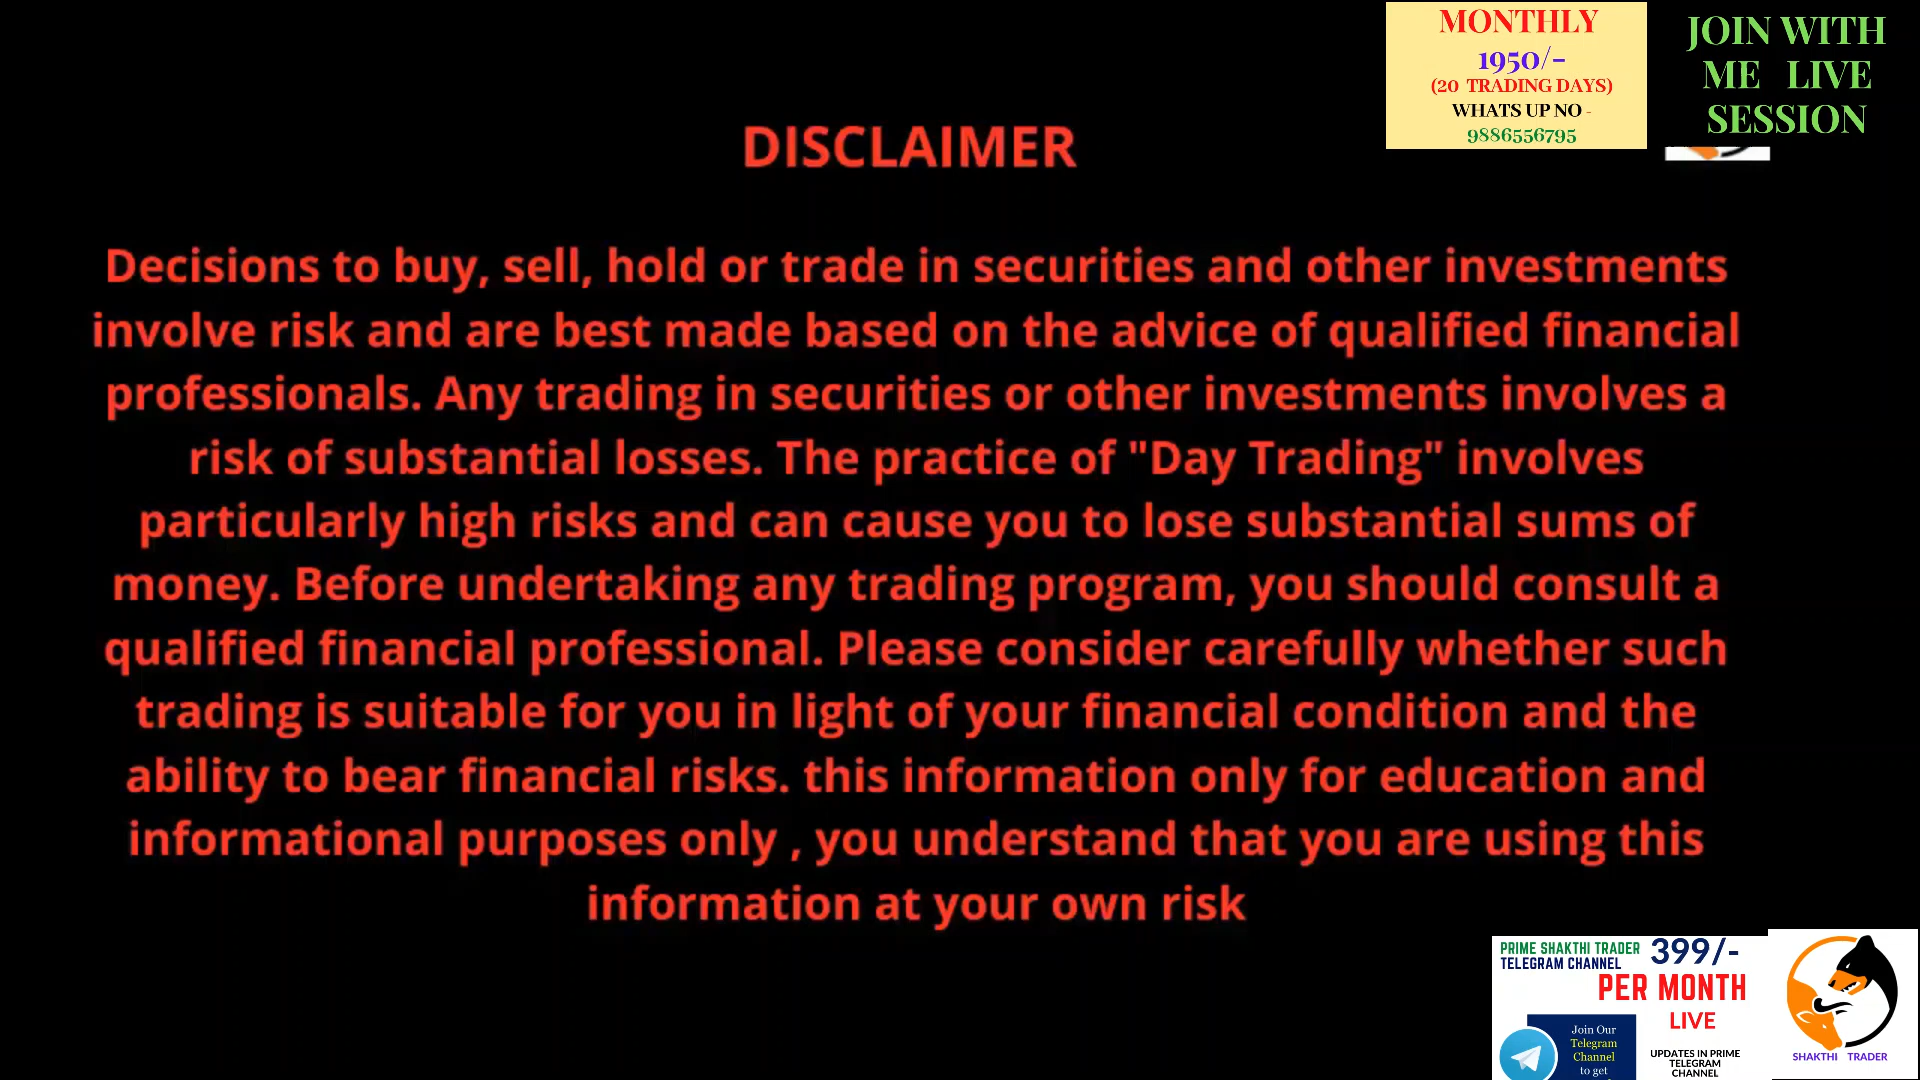 MONTHLY
1950/-
(20 TRADING DAYS)
WHATS UP NO -
9886556795
JOIN WITH
ME LIVE
SESSION
DISCLAIMER
Decisions to buy, sell, hold or trade in securities and other investments
involve risk and are best made based on the advice of qualified financial
professionals. Any trading in securities or other investments involves a
risk of substantial losses. The practice of "Day Trading" involves
particularly high risks and can cause you to lose substantial sums of
money. Before undertaking any trading program, you should consult a
qualified financial professional. Please consider carefully whether such
trading is suitable for you in light of your financial condition and the
ability to bear financial risks. this information only for education and
informational purposes only , you understand that you are using this
information at your own risk
PRIME SHAKTHI TRADER
TELEGRAM CHANNEL
399/-
PER MONTH
LIVE
UPDATES IN PRIME
TELEGRAM
CHANNEL
Join Our
Telegram
Channel
to get
SHAKTHI TRADER